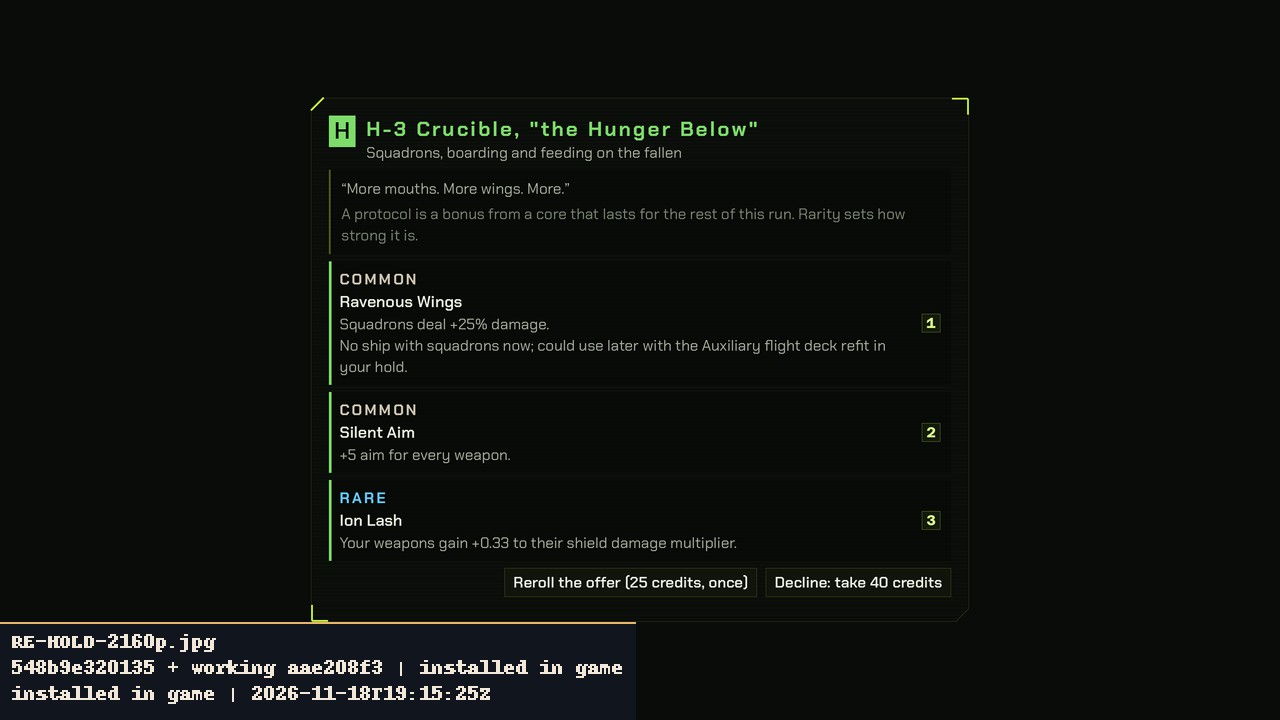 H
H-3 Crucible, "the Hunger Below"
Squadrons, boarding and feeding on the fallen
“More mouths. More wings. More.”
A protocol is a bonus from a core that lasts for the rest of this run. Rarity sets how
strong it is.
COMMON
Ravenous Wings
Squadrons deal +25% damage.
No ship with squadrons now; could use later with the Auxiliary flight deck refit in
your hold.
1
COMMON
Silent Aim
+5 aim for every weapon.
2
RARE
Ion Lash
Your weapons gain +0.33 to their shield damage multiplier.
3
Reroll the offer (25 credits, once)
Decline: take 40 credits
RE-HOLD-2160p.jpg
548b9e320135 + working aae208f3 | installed in game
installed in game | 2026-11-18T19:15:25Z